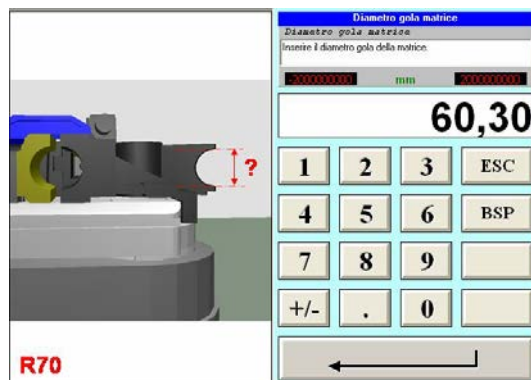 Diametro gola matrice
Diametro gola matrice
Inserire il diametro gola della matrice.
-2000000000 mm 2000000000
60,30
?
1 2 3 ESC
4 5 6 BSP
7 8 9
+/- . 0
R70